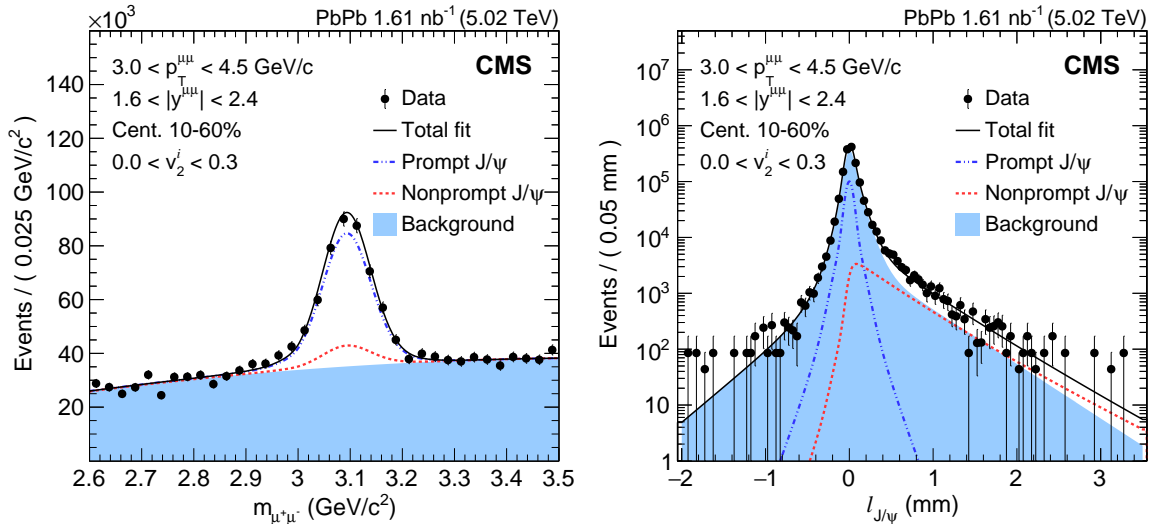 ×10³ PbPb 1.61 nb⁻¹ (5.02 TeV)
3.0 < p_T^μμ < 4.5 GeV/c CMS
1.6 < |y^μμ| < 2.4
Cent. 10-60%
0.0 < v₂ⁱ < 0.3
Data
Total fit
Prompt J/ψ
Nonprompt J/ψ
Background
Events / ( 0.025 GeV/c² )
140
120
100
80
60
40
20
2.6 2.7 2.8 2.9 3 3.1 3.2 3.3 3.4 3.5
m_μ⁺μ⁻ (GeV/c²)
PbPb 1.61 nb⁻¹ (5.02 TeV)
3.0 < p_T^μμ < 4.5 GeV/c CMS
1.6 < |y^μμ| < 2.4
Cent. 10-60%
0.0 < v₂ⁱ < 0.3
Data
Total fit
Prompt J/ψ
Nonprompt J/ψ
Background
Events / ( 0.05 mm )
10⁷
10⁶
10⁵
10⁴
10³
10²
10
1
−2 −1 0 1 2 3
l_J/ψ (mm)